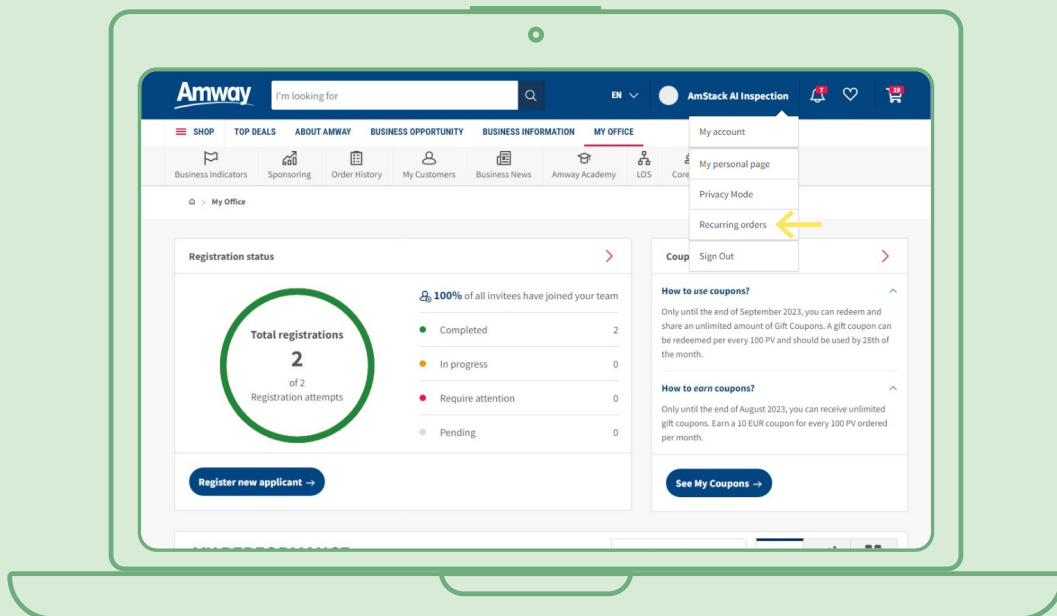 Amway
I'm looking for
EN
AmStack AI Inspection
7
19
SHOP
TOP DEALS
ABOUT AMWAY
BUSINESS OPPORTUNITY
BUSINESS INFORMATION
MY OFFICE
Business Indicators
Sponsoring
Order History
My Customers
Business News
Amway Academy
LOS
Core
My account
My personal page
Privacy Mode
Recurring orders
Sign Out
> My Office
Registration status
Total registrations
2
of 2
Registration attempts
100% of all invitees have joined your team
Completed 2
In progress 0
Require attention 0
Pending 0
Register new applicant →
Coup
How to use coupons?
Only until the end of September 2023, you can redeem and
share an unlimited amount of Gift Coupons. A gift coupon can
be redeemed per every 100 PV and should be used by 28th of
the month.
How to earn coupons?
Only until the end of August 2023, you can receive unlimited
gift coupons. Earn a 10 EUR coupon for every 100 PV ordered
per month.
See My Coupons →
MY PERFORMANCE